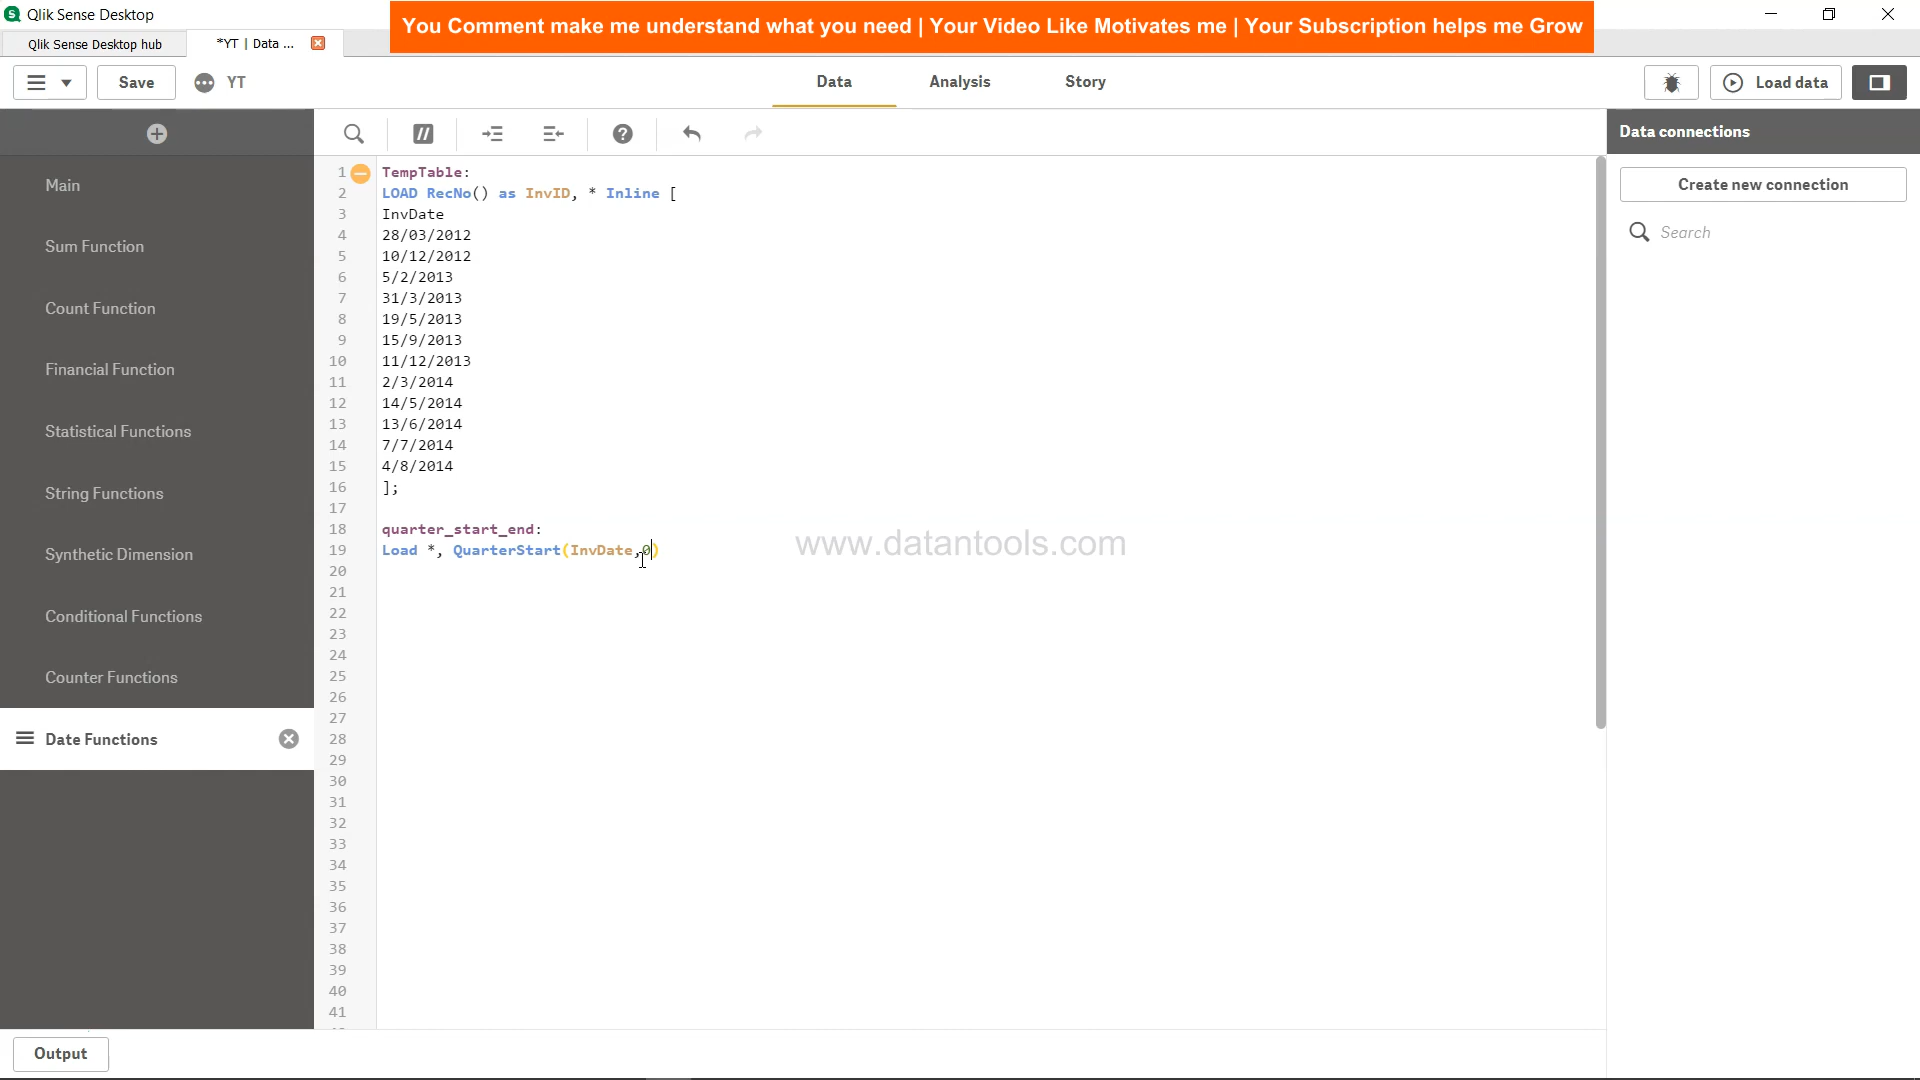 Qlik Sense Desktop
You Comment make me understand what you need | Your Video Like Motivates me | Your Subscription helps me Grow
Qlik Sense Desktop hub
*YT | Data ...
Save
YT
Data
Analysis
Story
Load data
Main
Sum Function
Count Function
Financial Function
Statistical Functions
String Functions
Synthetic Dimension
Conditional Functions
Counter Functions
Date Functions
1 TempTable:
2 LOAD RecNo() as InvID, * Inline [
3 InvDate
4 28/03/2012
5 10/12/2012
6 5/2/2013
7 31/3/2013
8 19/5/2013
9 15/9/2013
10 11/12/2013
11 2/3/2014
12 14/5/2014
13 13/6/2014
14 7/7/2014
15 4/8/2014
16 ];
17
18 quarter_start_end:
19 Load *, QuarterStart(InvDate,0)
20
21
22
23
24
25
26
27
28
29
30
31
32
33
34
35
36
37
38
39
40
41
www.datantools.com
Data connections
Create new connection
Search
Output